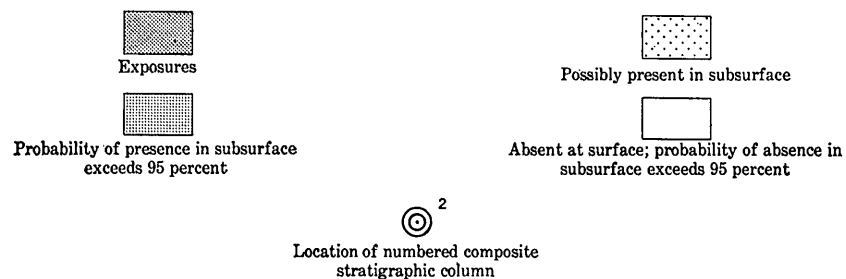 Exposures
Possibly present in subsurface
Probability of presence in subsurface
exceeds 95 percent
Absent at surface; probability of absence in
subsurface exceeds 95 percent
2
Location of numbered composite
stratigraphic column